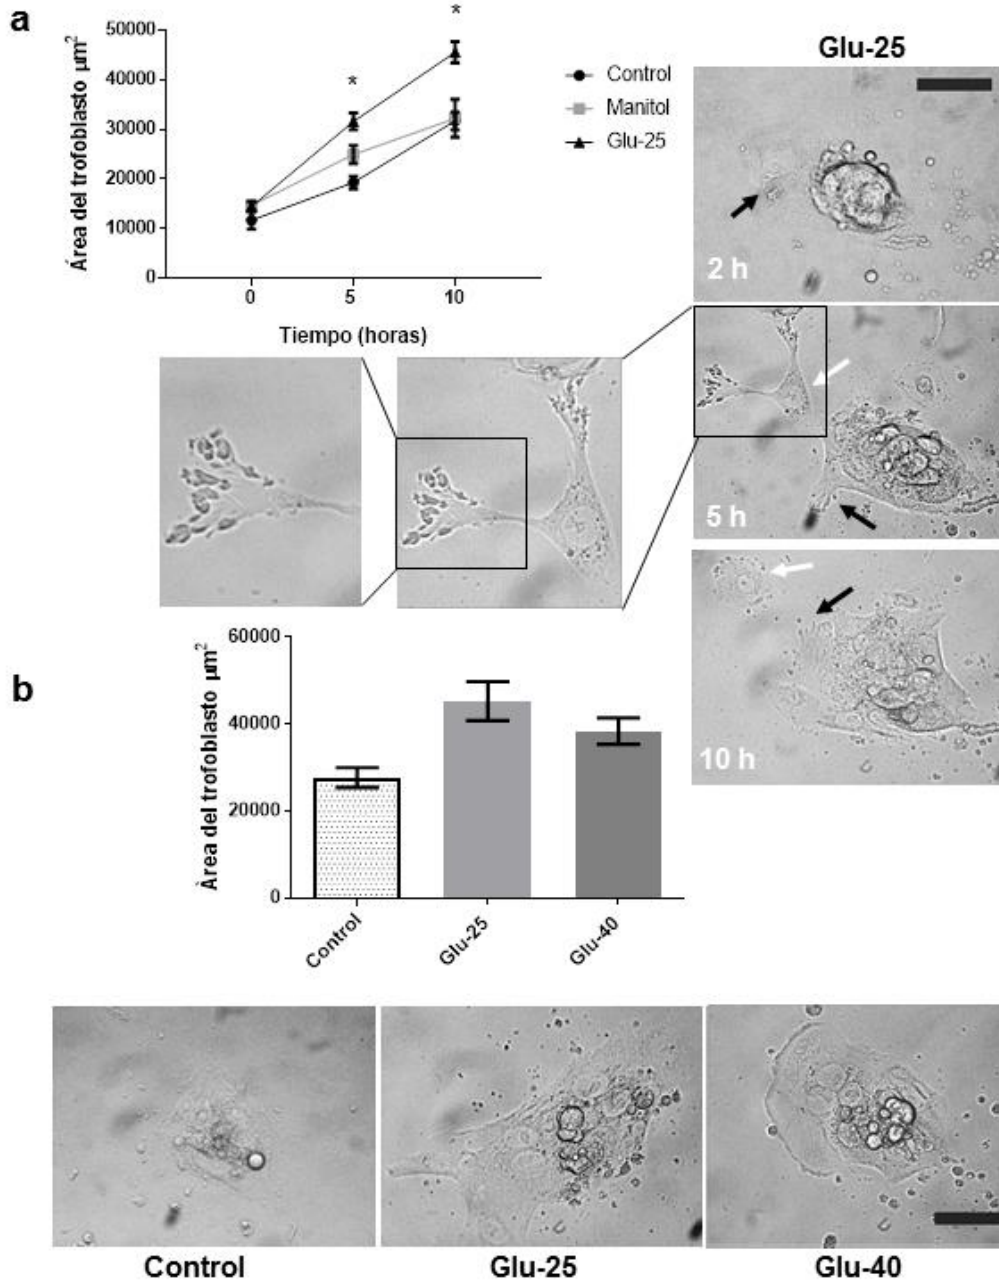 a
50000
40000
30000
20000
10000
0
Área del trofoblasto µm²
*
*
0 5 10
Tiempo (horas)
Control
Manitol
Glu-25
Glu-25
2 h
5 h
10 h
b
60000
40000
20000
0
Àrea del trofoblasto µm²
Control
Glu-25
Glu-40
Control Glu-25 Glu-40